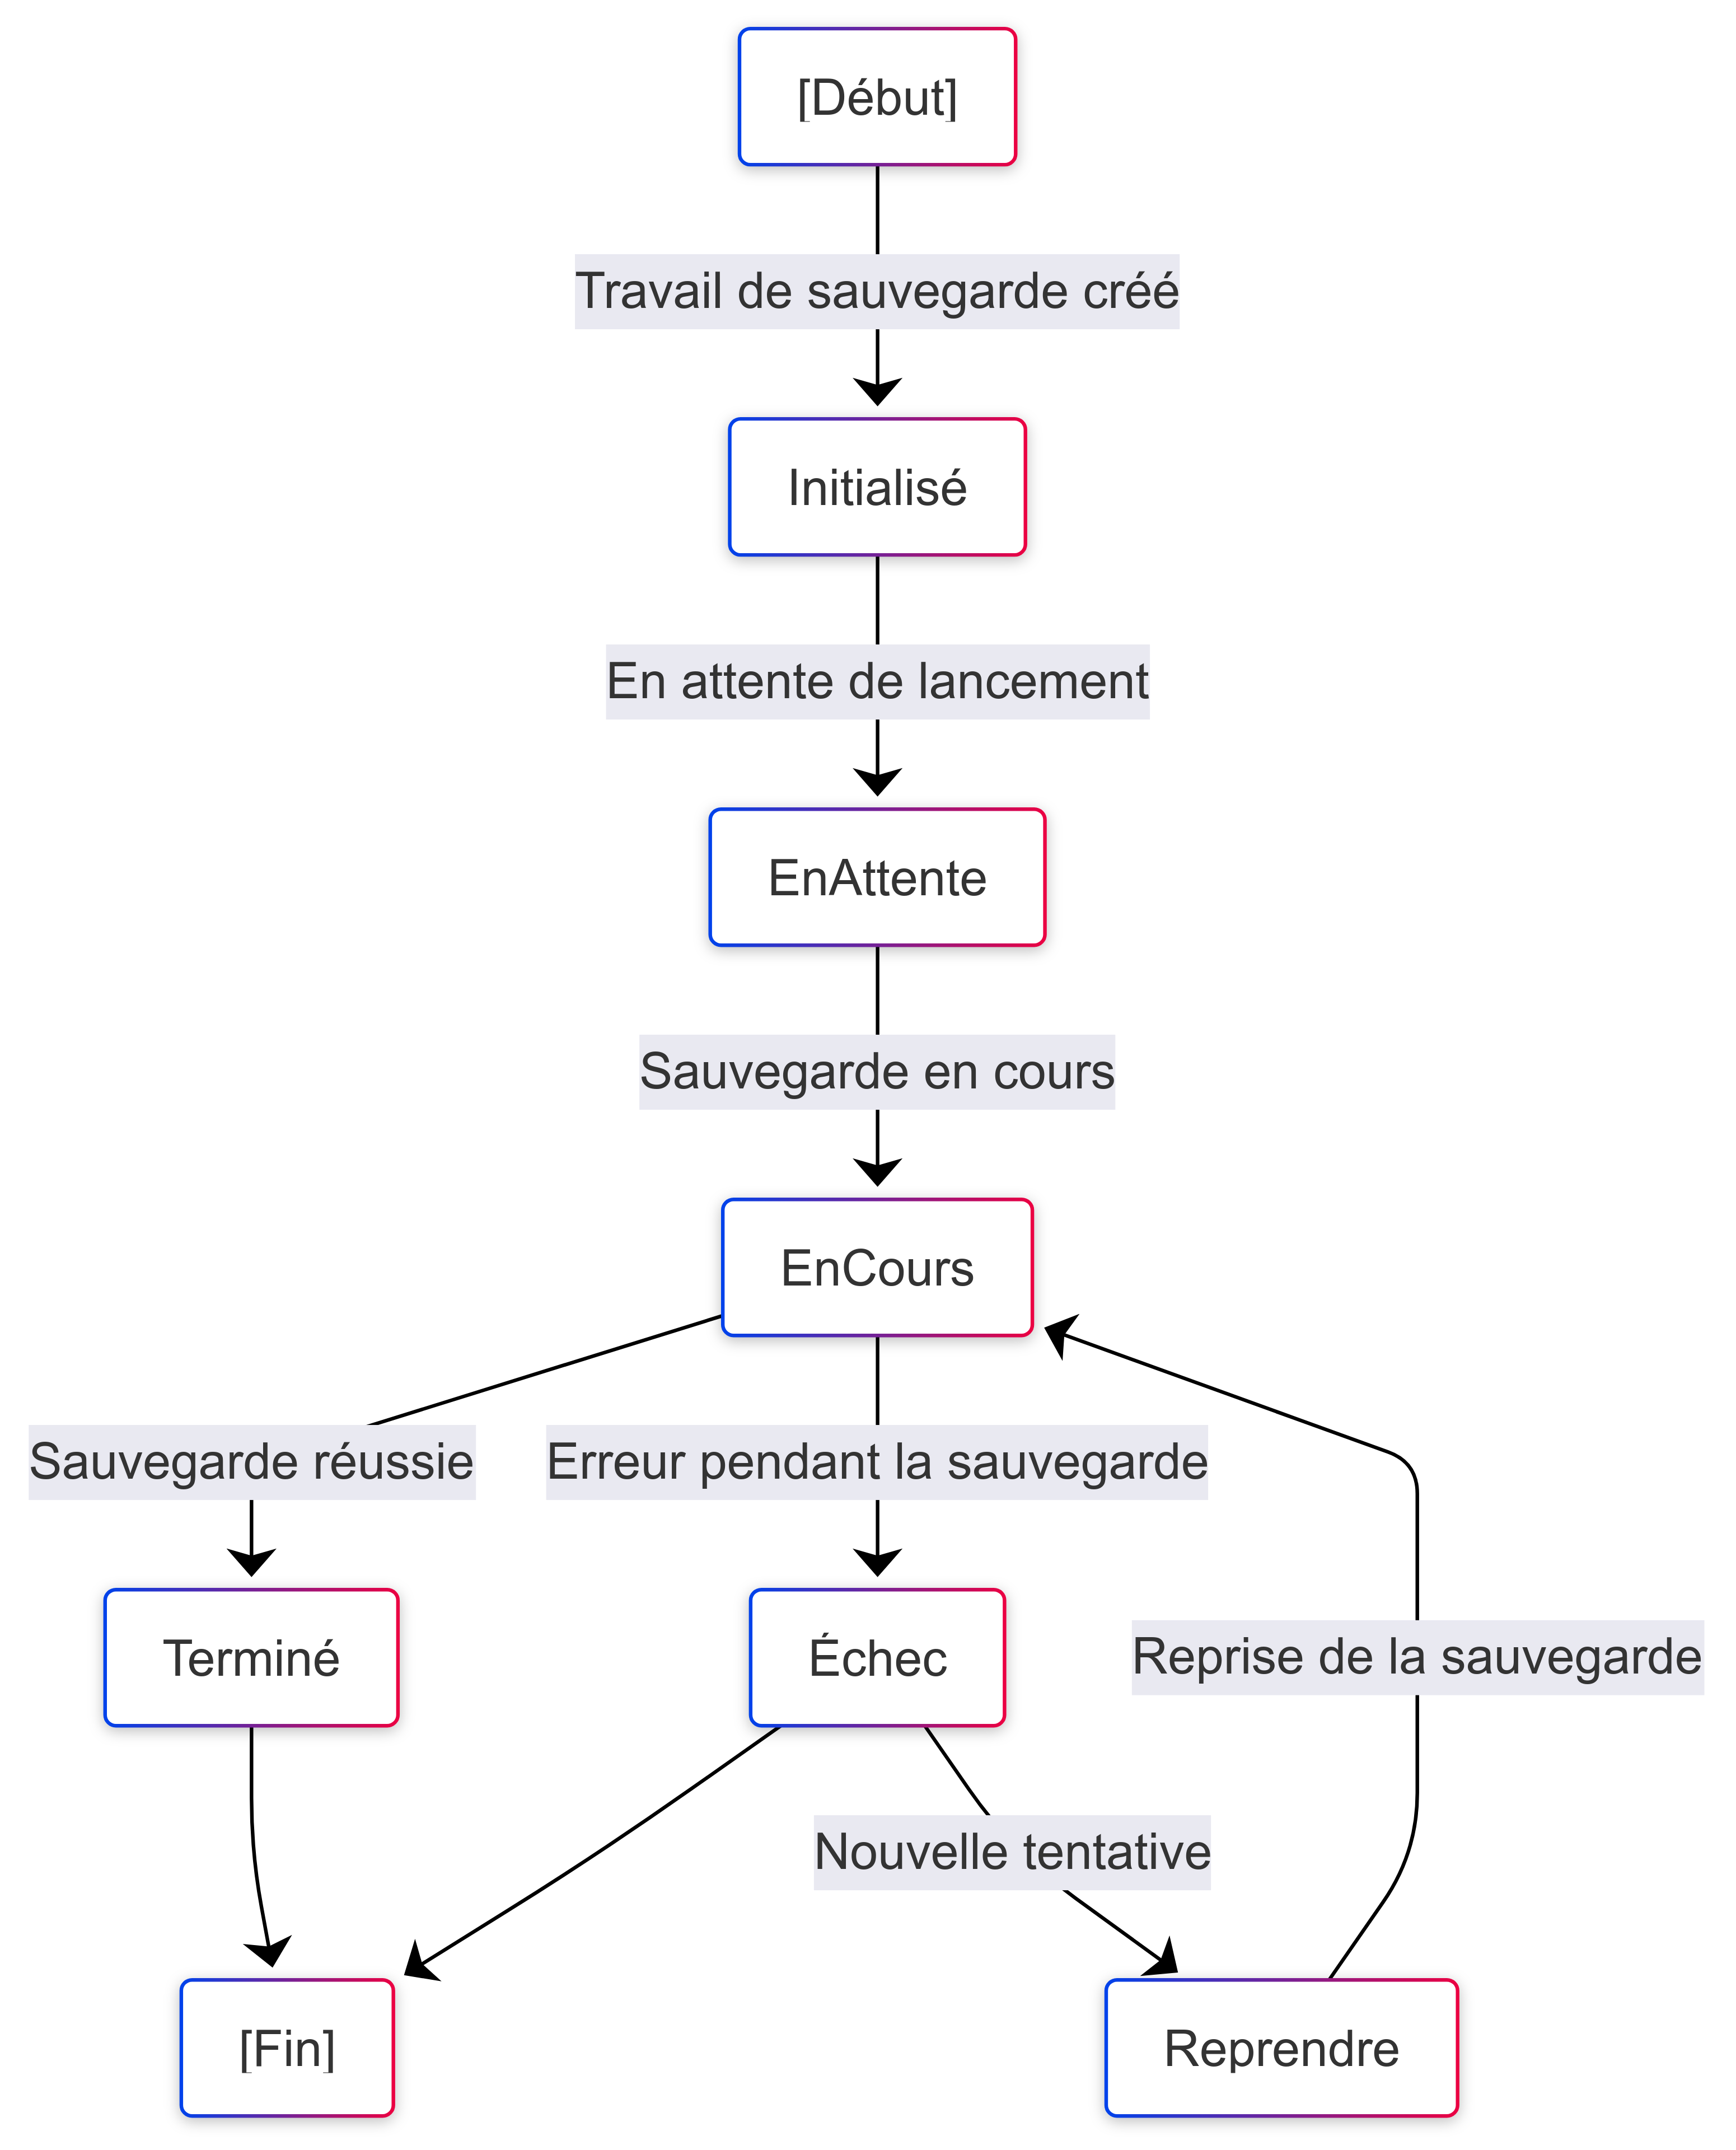 [Début]
Travail de sauvegarde créé
Initialisé
En attente de lancement
EnAttente
Sauvegarde en cours
EnCours
Sauvegarde réussie
Erreur pendant la sauvegarde
Terminé
Échec
Reprise de la sauvegarde
Nouvelle tentative
[Fin]
Reprendre